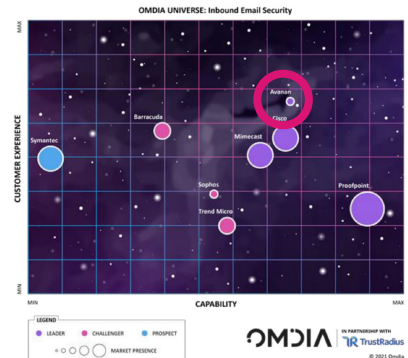 OMDIA UNIVERSE: Inbound Email Security
MAX
CUSTOMER EXPERIENCE
MIN
Avanan
Cisco
Barracuda
Mimecast
Symantec
Sophos
Proofpoint
Trend Micro
MIN
CAPABILITY
MAX
LEGEND
LEADER
CHALLENGER
PROSPECT
MARKET PRESENCE
OMDIA
IN PARTNERSHIP WITH
TR TrustRadius
© 2021 Omdia